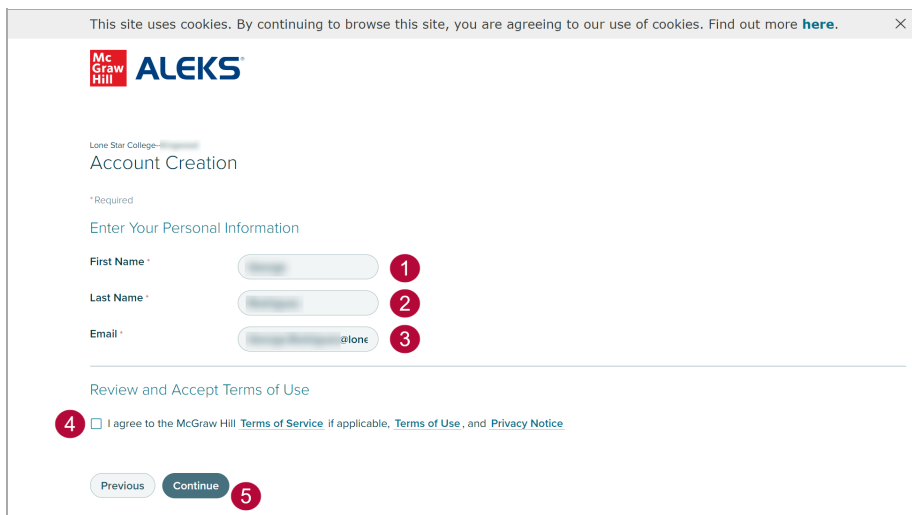 This site uses cookies. By continuing to browse this site, you are agreeing to our use of cookies. Find out more here.
Mc
Graw
Hill
ALEKS®
Lone Star College-
Account Creation
*Required
Enter Your Personal Information
First Name *
1
Last Name *
2
Email *
@lone
3
Review and Accept Terms of Use
4
I agree to the McGraw Hill Terms of Service if applicable, Terms of Use, and Privacy Notice
Previous Continue
5